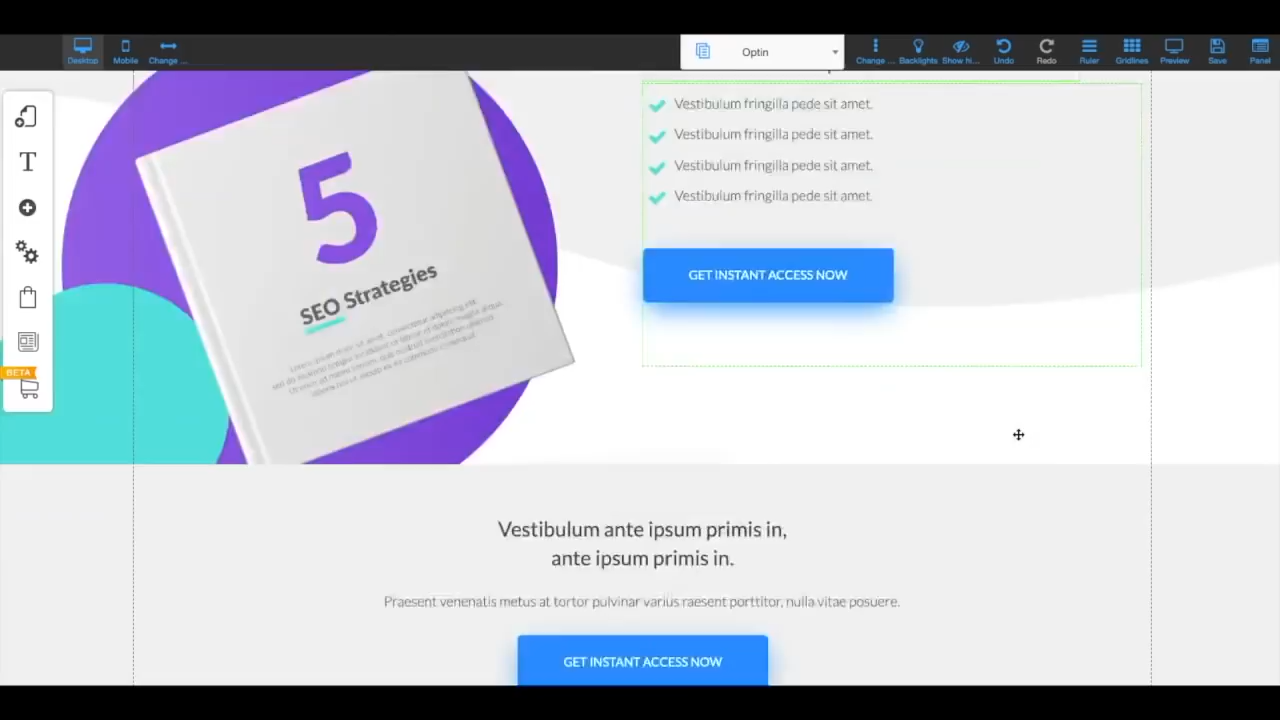 Desktop
Mobile
Change ...
Optin
Change ...
Backlights
Show hi...
Undo
Redo
Ruler
Gridlines
Preview
Save
Panel
T
BETA
5
SEO Strategies
Vestibulum fringilla pede sit amet.
Vestibulum fringilla pede sit amet.
Vestibulum fringilla pede sit amet.
Vestibulum fringilla pede sit amet.
GET INSTANT ACCESS NOW
Vestibulum ante ipsum primis in,
ante ipsum primis in.
Praesent venenatis metus at tortor pulvinar varius raesent porttitor, nulla vitae posuere.
GET INSTANT ACCESS NOW